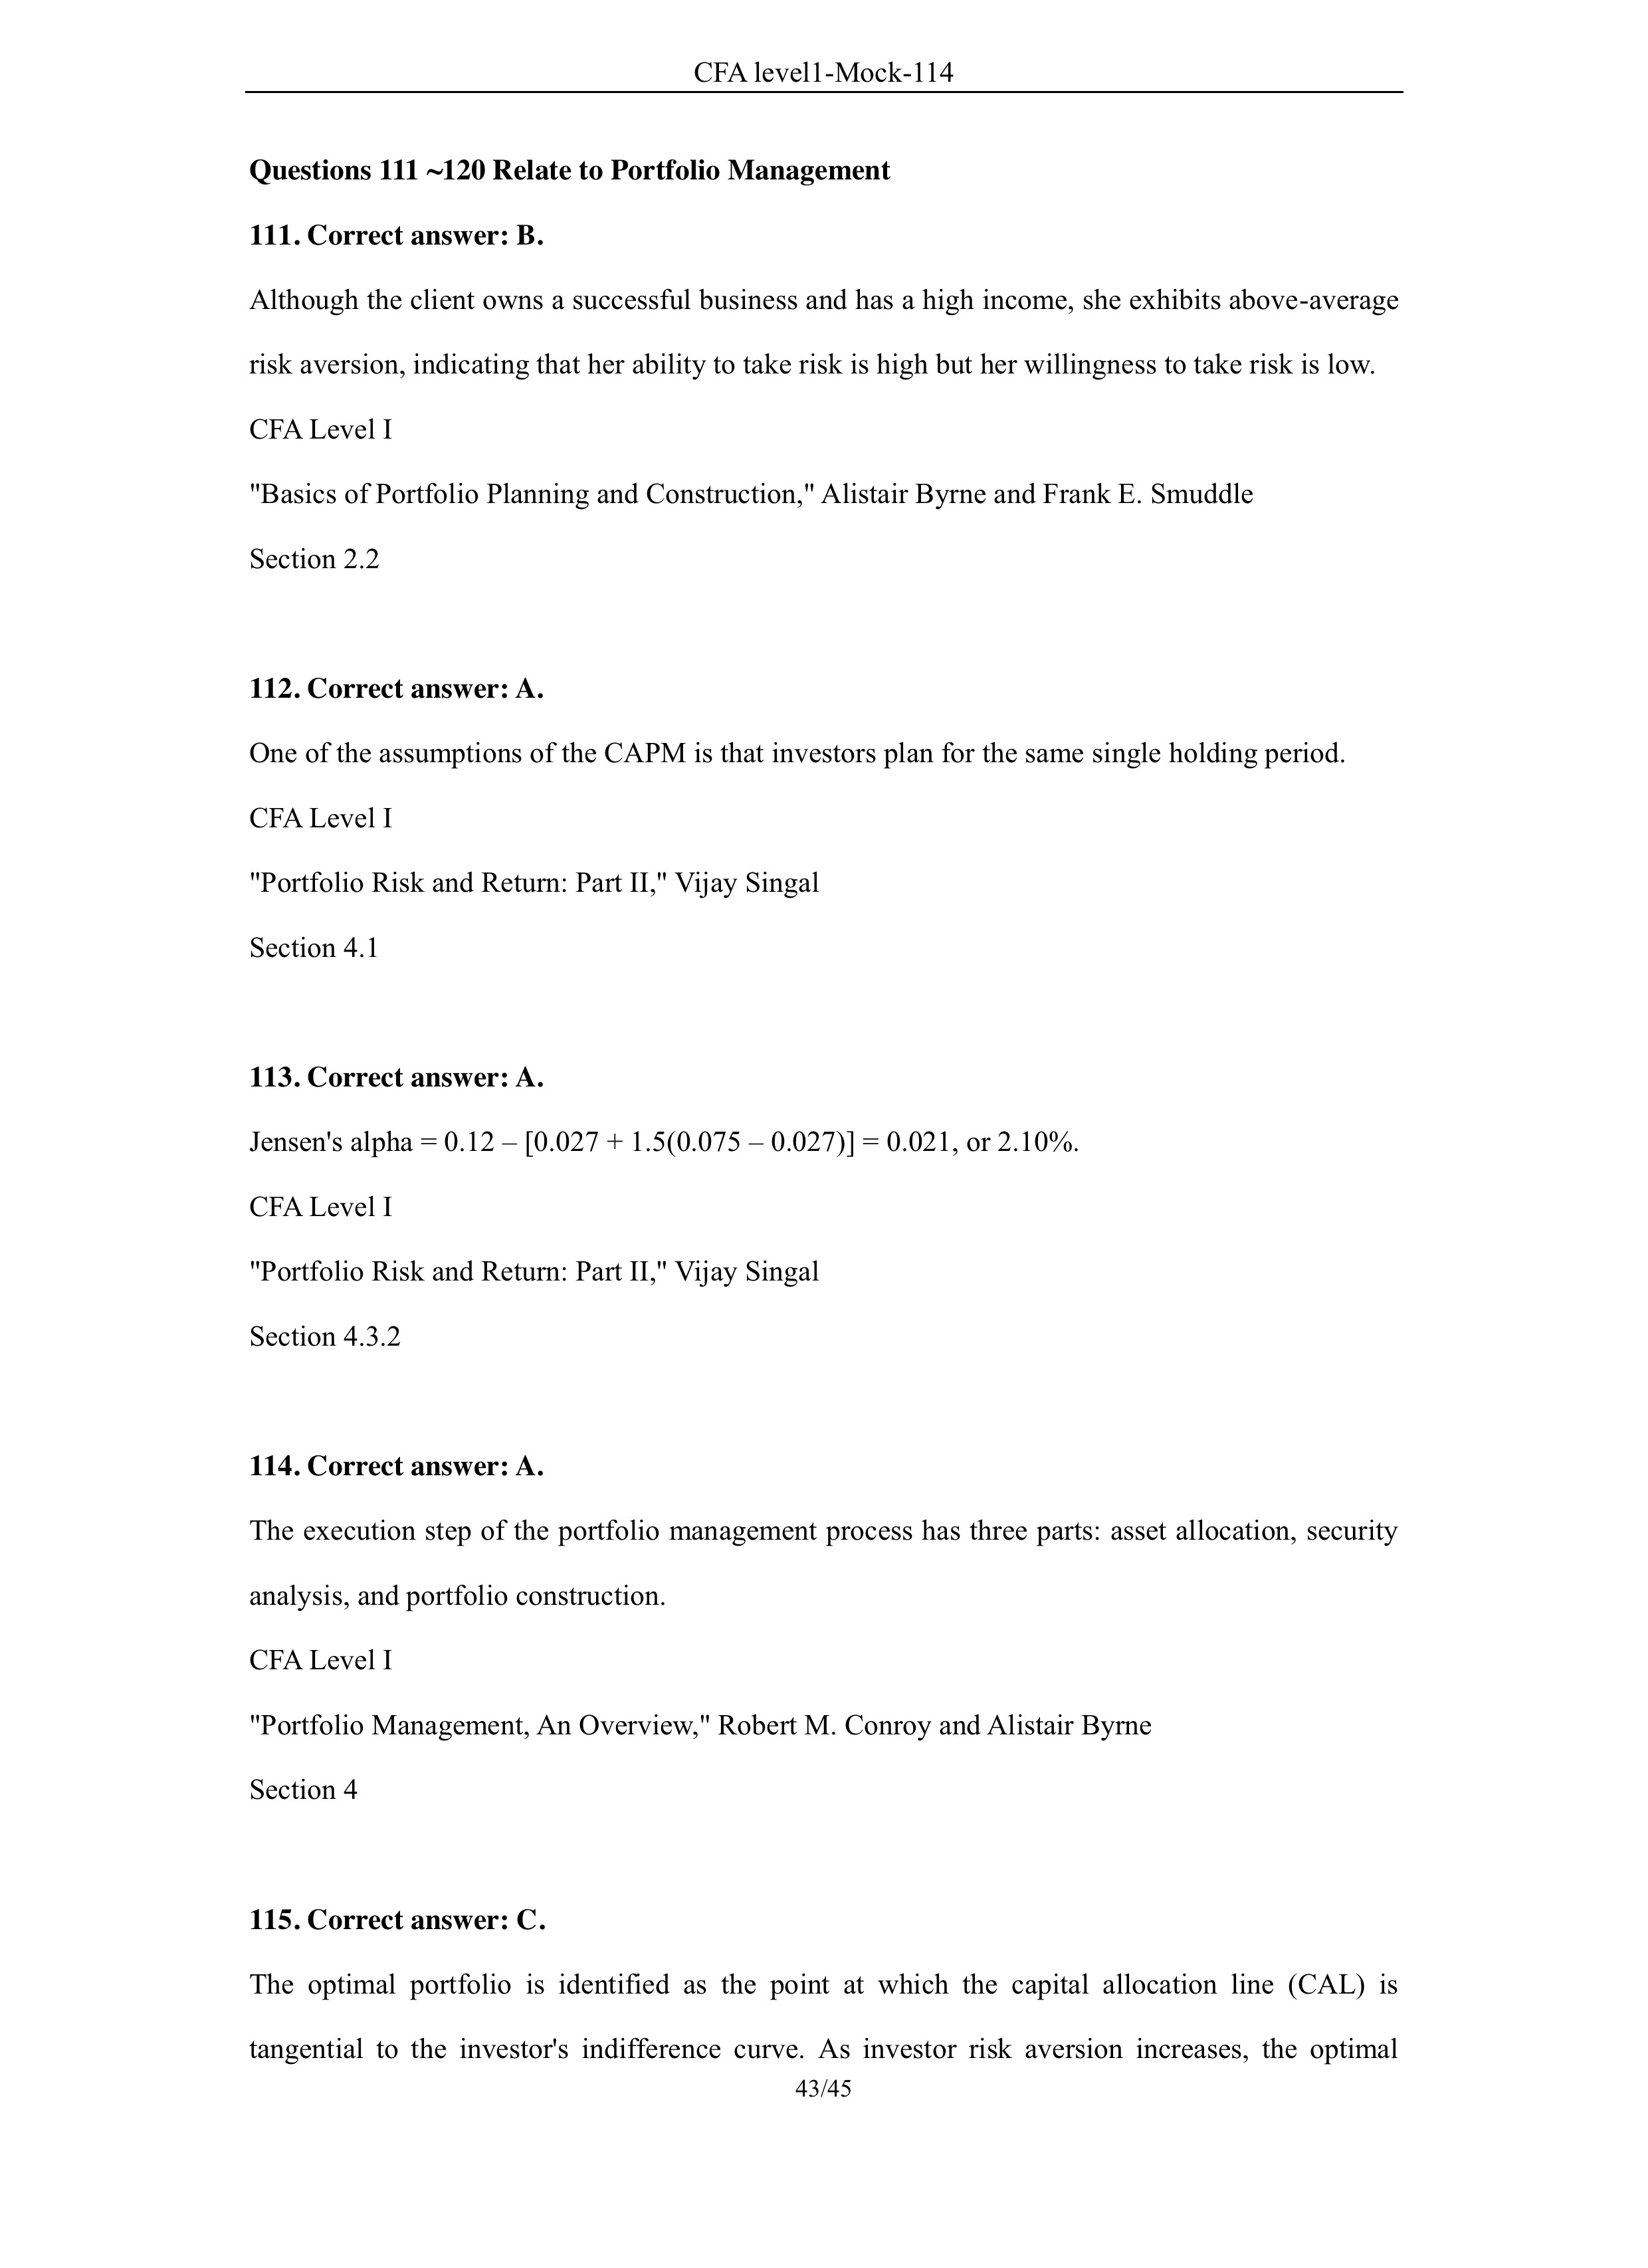 CFA level1-Mock-114
Questions 111 ~120 Relate to Portfolio Management
111. Correct answer: B.
Although the client owns a successful business and has a high income, she exhibits above-average
risk aversion, indicating that her ability to take risk is high but her willingness to take risk is low.
CFA Level I
"Basics of Portfolio Planning and Construction," Alistair Byrne and Frank E. Smuddle
Section 2.2
112. Correct answer: A.
One of the assumptions of the CAPM is that investors plan for the same single holding period.
CFA Level I
"Portfolio Risk and Return: Part II," Vijay Singal
Section 4.1
113. Correct answer: A.
Jensen's alpha = 0.12 – [0.027 + 1.5(0.075 – 0.027)] = 0.021, or 2.10%.
CFA Level I
"Portfolio Risk and Return: Part II," Vijay Singal
Section 4.3.2
114. Correct answer: A.
The execution step of the portfolio management process has three parts: asset allocation, security
analysis, and portfolio construction.
CFA Level I
"Portfolio Management, An Overview," Robert M. Conroy and Alistair Byrne
Section 4
115. Correct answer: C.
The optimal portfolio is identified as the point at which the capital allocation line (CAL) is
tangential to the investor's indifference curve. As investor risk aversion increases, the optimal
43/45